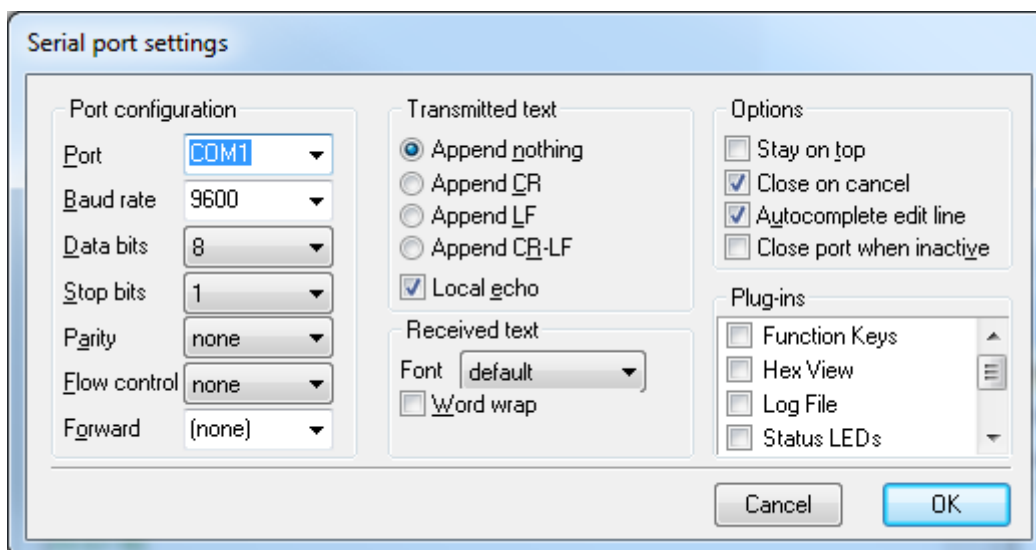 Serial port settings
Port configuration
Port COM1
Baud rate 9600
Data bits 8
Stop bits 1
Parity none
Flow control none
Forward (none)
Transmitted text
Append nothing
Append CR
Append LF
Append CR-LF
Local echo
Received text
Font default
Word wrap
Options
Stay on top
Close on cancel
Autocomplete edit line
Close port when inactive
Plug-ins
Function Keys
Hex View
Log File
Status LEDs
Cancel OK